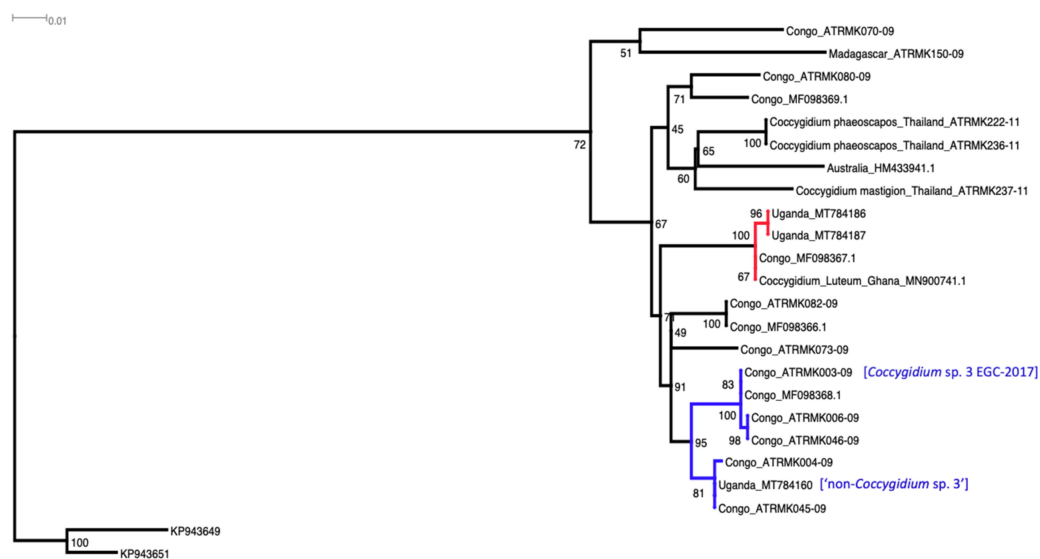 0.01
Congo_ATRMK070-09
51
Madagascar_ATRMK150-09
Congo_ATRMK080-09
71
Congo_MF098369.1
45
Coccygidium phaeoscapos_Thailand_ATRMK222-11
72
100
Coccygidium phaeoscapos_Thailand_ATRMK236-11
65
Australia_HM433941.1
60
Coccygidium mastigion_Thailand_ATRMK237-11
96
Uganda_MT784186
67
100
Uganda_MT784187
Congo_MF098367.1
67
Coccygidium_Luteum_Ghana_MN900741.1
Congo_ATRMK082-09
71
100
Congo_MF098366.1
49
Congo_ATRMK073-09
Congo_ATRMK003-09 [Coccygidium sp. 3 EGC-2017]
91
83
Congo_MF098368.1
100
Congo_ATRMK006-09
95
98
Congo_ATRMK046-09
Congo_ATRMK004-09
Uganda_MT784160 ['non-Coccygidium sp. 3']
81
Congo_ATRMK045-09
KP943649
100
KP943651